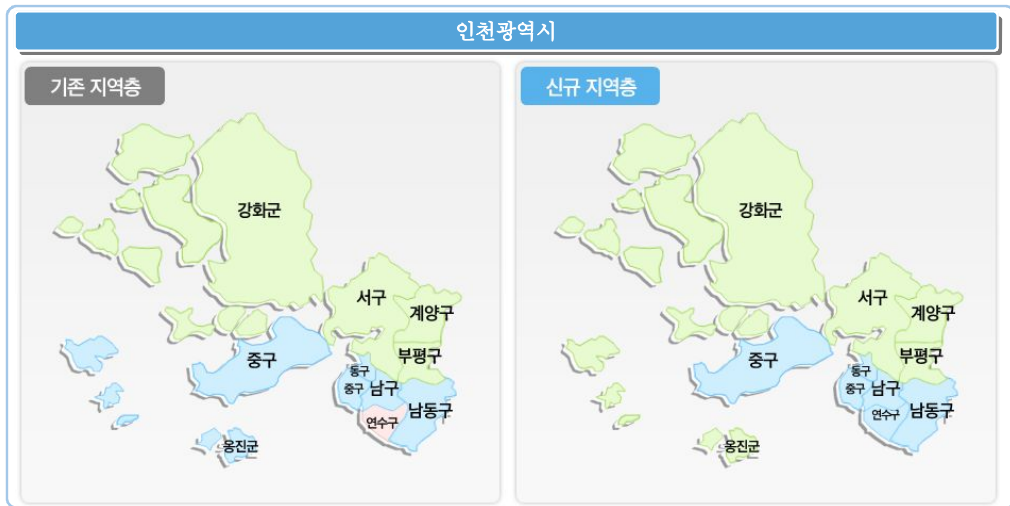 인천광역시
기존 지역층
강화군
서구
계양구
중구
부평구
동구
중구
남구
남동구
연수구
옹진군
신규 지역층
강화군
서구
계양구
중구
부평구
동구
중구
남구
남동구
연수구
옹진군